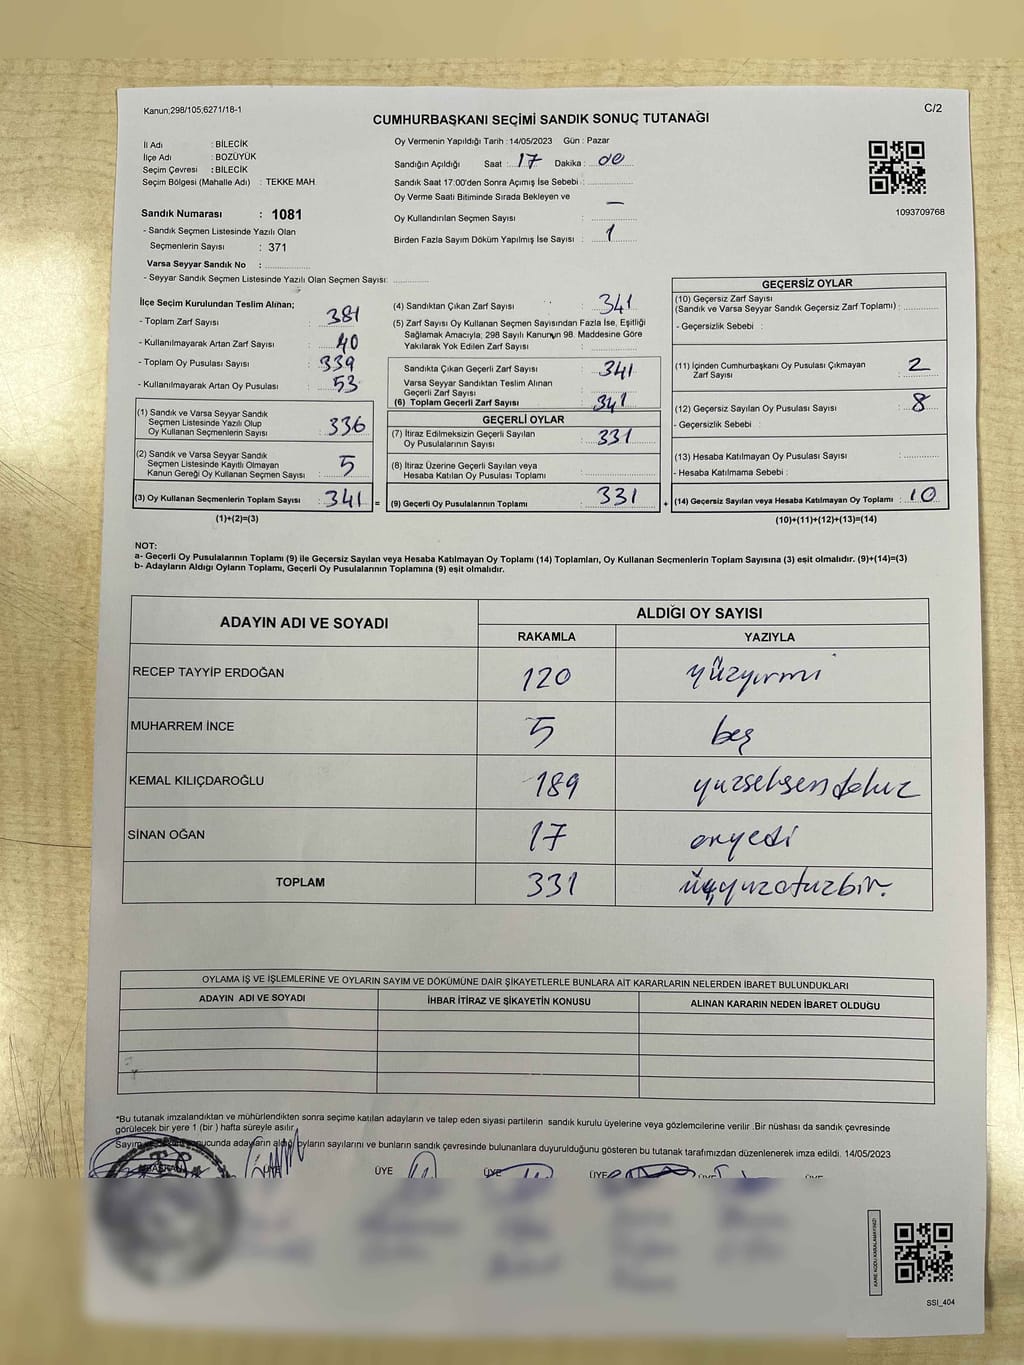 Kanun;298/105,6271/18-1
C/2
CUMHURBAŞKANI SEÇİMİ SANDIK SONUÇ TUTANAĞI
İl Adı : BİLECİK
İlçe Adı : BOZÜYÜK
Seçim Çevresi : BİLECİK
Seçim Bölgesi (Mahalle Adı) : TEKKE MAH.
Oy Vermenin Yapıldığı Tarih : 14/05/2023 Gün : Pazar
Sandığın Açıldığı Saat : 17 Dakika : 00
Sandık Saat 17.00'den Sonra Açımış İse Sebebi :
Oy Verme Saati Bitiminde Sırada Bekleyen ve
Oy Kullandırılan Seçmen Sayısı : —
Birden Fazla Sayım Döküm Yapılmış İse Sayısı : 1
1093709768
Sandık Numarası : 1081
- Sandık Seçmen Listesinde Yazılı Olan
Seçmenlerin Sayısı : 371
Varsa Seyyar Sandık No :
- Seyyar Sandık Seçmen Listesinde Yazılı Olan Seçmen Sayısı:
İlçe Seçim Kurulundan Teslim Alınan;
- Toplam Zarf Sayısı : 381
- Kullanılmayarak Artan Zarf Sayısı : 40
- Toplam Oy Pusulası Sayısı : 339
- Kullanılmayarak Artan Oy Pusulası : 53
(1) Sandık ve Varsa Seyyar Sandık
Seçmen Listesinde Yazılı Olup
Oy Kullanan Seçmenlerin Sayısı : 336
(2) Sandık ve Varsa Seyyar Sandık
Seçmen Listesinde Kayıtlı Olmayan
Kanun Gereği Oy Kullanan Seçmen Sayısı : 5
(3) Oy Kullanan Seçmenlerin Toplam Sayısı : 341 =
(1)+(2)=(3)
(4) Sandıktan Çıkan Zarf Sayısı : 341
(5) Zarf Sayısı Oy Kullanan Seçmen Sayısından Fazla İse, Eşitliği
Sağlamak Amacıyla; 298 Sayılı Kanunun 98. Maddesine Göre
Yakılarak Yok Edilen Zarf Sayısı :
Sandıkta Çıkan Geçerli Zarf Sayısı : 341
Varsa Seyyar Sandıktan Teslim Alınan
Geçerli Zarf Sayısı :
(6) Toplam Geçerli Zarf Sayısı : 341
GEÇERLİ OYLAR
(7) İtiraz Edilmeksizin Geçerli Sayılan
Oy Pusulalarının Sayısı : 331
(8) İtiraz Üzerine Geçerli Sayılan veya
Hesaba Katılan Oy Pusulası Toplamı :
(9) Geçerli Oy Pusulalarının Toplamı : 331 +
GEÇERSİZ OYLAR
(10) Geçersiz Zarf Sayısı
(Sandık ve Varsa Seyyar Sandık Geçersiz Zarf Toplamı) :
- Geçersizlik Sebebi :
(11) İçinden Cumhurbaşkanı Oy Pusulası Çıkmayan
Zarf Sayısı : 2
(12) Geçersiz Sayılan Oy Pusulası Sayısı : 8
- Geçersizlik Sebebi :
(13) Hesaba Katılmayan Oy Pusulası Sayısı :
- Hesaba Katılmama Sebebi :
(14) Geçersiz Sayılan veya Hesaba Katılmayan Oy Toplamı : 10
(10)+(11)+(12)+(13)=(14)
NOT:
a- Geçerli Oy Pusulalarının Toplamı (9) ile Geçersiz Sayılan veya Hesaba Katılmayan Oy Toplamı (14) Toplamları, Oy Kullanan Seçmenlerin Toplam Sayısına (3) eşit olmalıdır. (9)+(14)=(3)
b- Adayların Aldığı Oyların Toplamı, Geçerli Oy Pusulalarının Toplamına (9) eşit olmalıdır.
ADAYIN ADI VE SOYADI ALDIĞI OY SAYISI
RAKAMLA YAZIYLA
RECEP TAYYİP ERDOĞAN 120 yüzyirmi
MUHARREM İNCE 5 beş
KEMAL KILIÇDAROĞLU 189 yuzseksendokuz
SİNAN OĞAN 17 onyedi
TOPLAM 331 üçyuzotuzbir.
OYLAMA İŞ VE İŞLEMLERİNE VE OYLARIN SAYIM VE DÖKÜMÜNE DAİR ŞİKAYETLERLE BUNLARA AİT KARARLARIN NELERDEN İBARET BULUNDUKLARI
ADAYIN ADI VE SOYADI İHBAR İTİRAZ VE ŞİKAYETİN KONUSU ALINAN KARARIN NEDEN İBARET OLDUĞU
*Bu tutanak imzalandıktan ve mühürlendikten sonra seçime katılan adayların ve talep eden siyasi partilerin sandık kurulu üyelerine veya gözlemcilerine verilir .Bir nüshası da sandık çevresinde
görülecek bir yere 1 (bir ) hafta süreyle asılır.
Sayım sonucunda adayların aldığı oyların sayılarını ve bunların sandık çevresinde bulunanlara duyurulduğunu gösteren bu tutanak tarafımızdan düzenlenerek imza edildi. 14/05/2023
BAŞKAN ÜYE ÜYE ÜYE ÜYE ÜYE ÜYE
KARE KODU KARALAMAYINIZ!
SSI_404